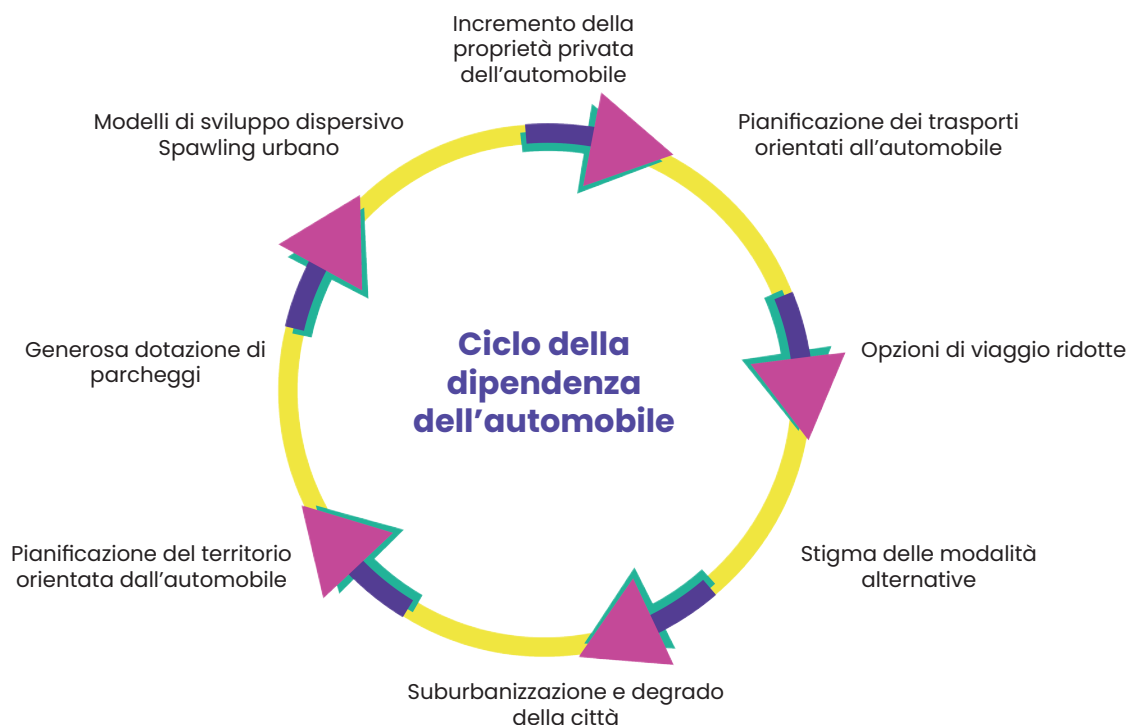 Incremento della
proprietà privata
dell'automobile
Pianificazione dei trasporti
orientati all'automobile
Opzioni di viaggio ridotte
Stigma delle modalità
alternative
Suburbanizzazione e degrado
della città
Pianificazione del territorio
orientata dall'automobile
Generosa dotazione di
parcheggi
Modelli di sviluppo dispersivo
Spawling urbano
Ciclo della
dipendenza
dell'automobile